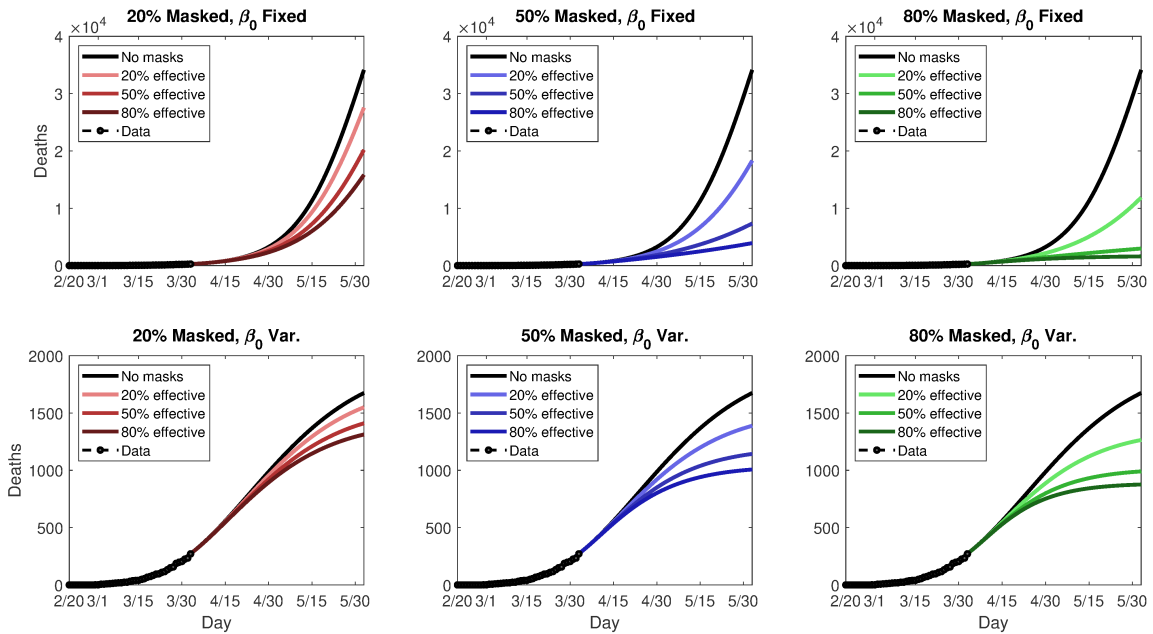 20% Masked, β0 Fixed
×10^4
4
3
2
1
0
Deaths
No masks
20% effective
50% effective
80% effective
Data
2/20 3/1 3/15 3/30 4/15 4/30 5/15 5/30
50% Masked, β0 Fixed
×10^4
4
3
2
1
0
No masks
20% effective
50% effective
80% effective
Data
2/20 3/1 3/15 3/30 4/15 4/30 5/15 5/30
80% Masked, β0 Fixed
×10^4
4
3
2
1
0
No masks
20% effective
50% effective
80% effective
Data
2/20 3/1 3/15 3/30 4/15 4/30 5/15 5/30
20% Masked, β0 Var.
2000
1500
1000
500
0
Deaths
No masks
20% effective
50% effective
80% effective
Data
2/20 3/1 3/15 3/30 4/15 4/30 5/15 5/30
Day
50% Masked, β0 Var.
2000
1500
1000
500
0
No masks
20% effective
50% effective
80% effective
Data
2/20 3/1 3/15 3/30 4/15 4/30 5/15 5/30
Day
80% Masked, β0 Var.
2000
1500
1000
500
0
No masks
20% effective
50% effective
80% effective
Data
2/20 3/1 3/15 3/30 4/15 4/30 5/15 5/30
Day